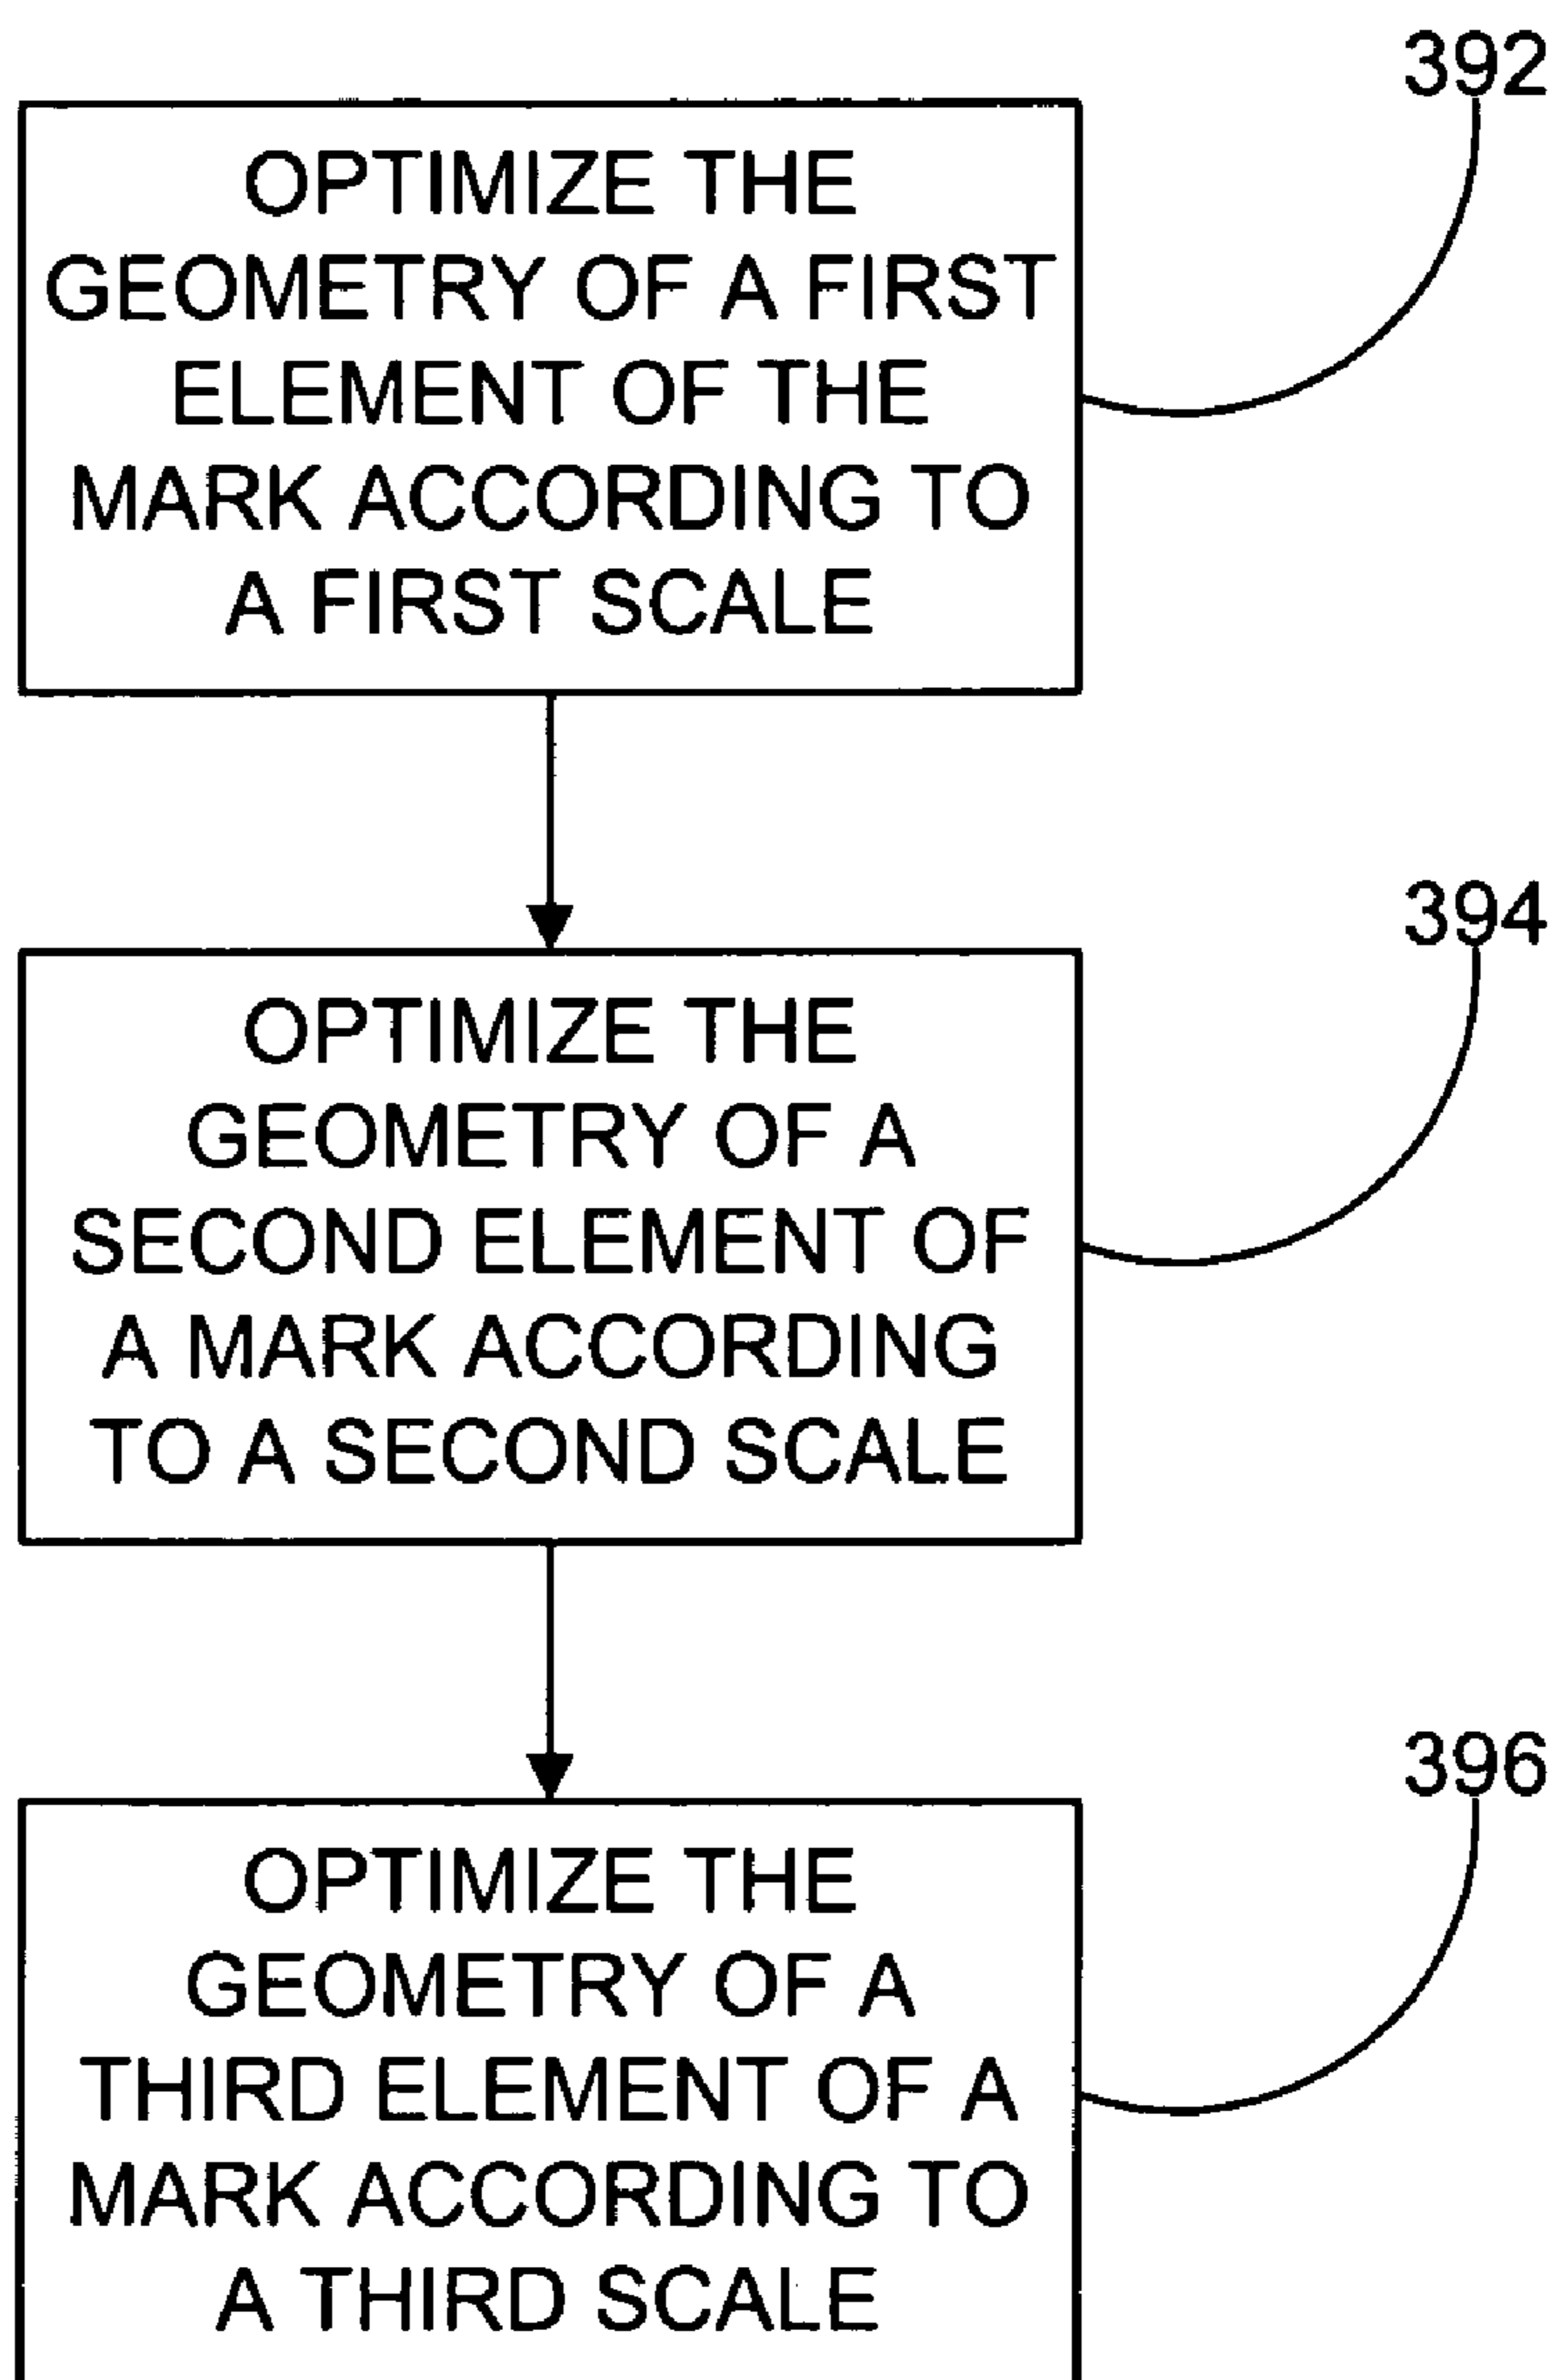 392
OPTIMIZE THE
GEOMETRY OF A FIRST
ELEMENT OF THE
MARK ACCORDING TO
A FIRST SCALE
394
OPTIMIZE THE
GEOMETRY OF A
SECOND ELEMENT OF
A MARK ACCORDING
TO A SECOND SCALE
396
OPTIMIZE THE
GEOMETRY OF A
THIRD ELEMENT OF A
MARK ACCORDING TO
A THIRD SCALE